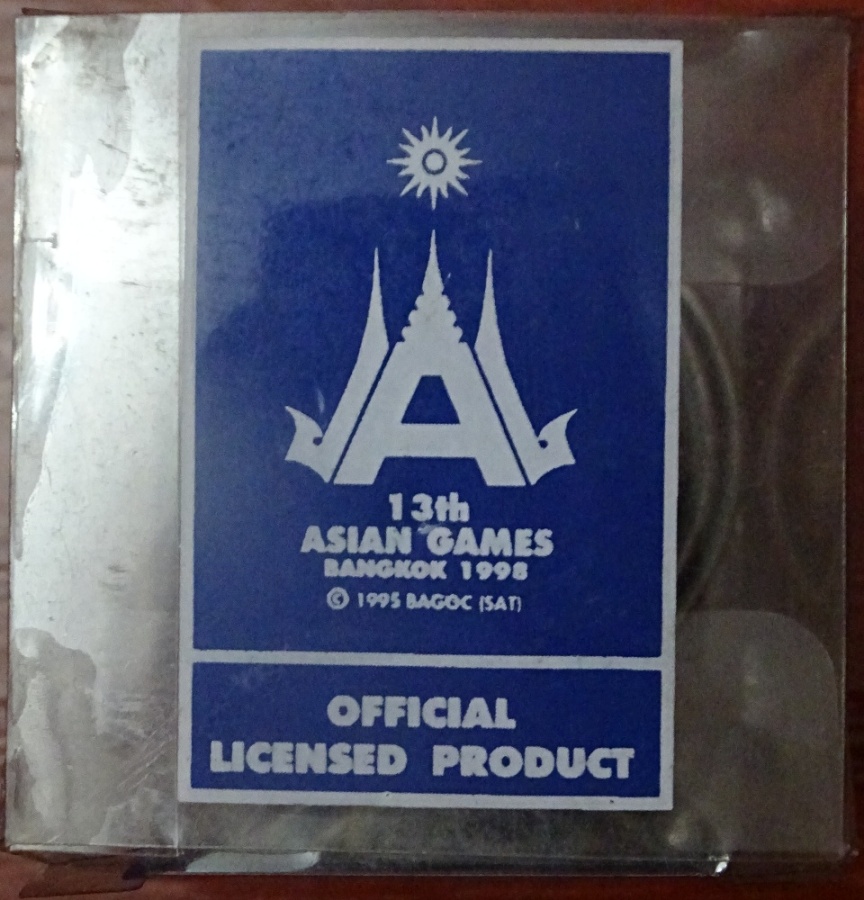 13th
ASIAN GAMES
BANGKOK 1998
© 1995 BAGOC (SAT)
OFFICIAL
LICENSED PRODUCT